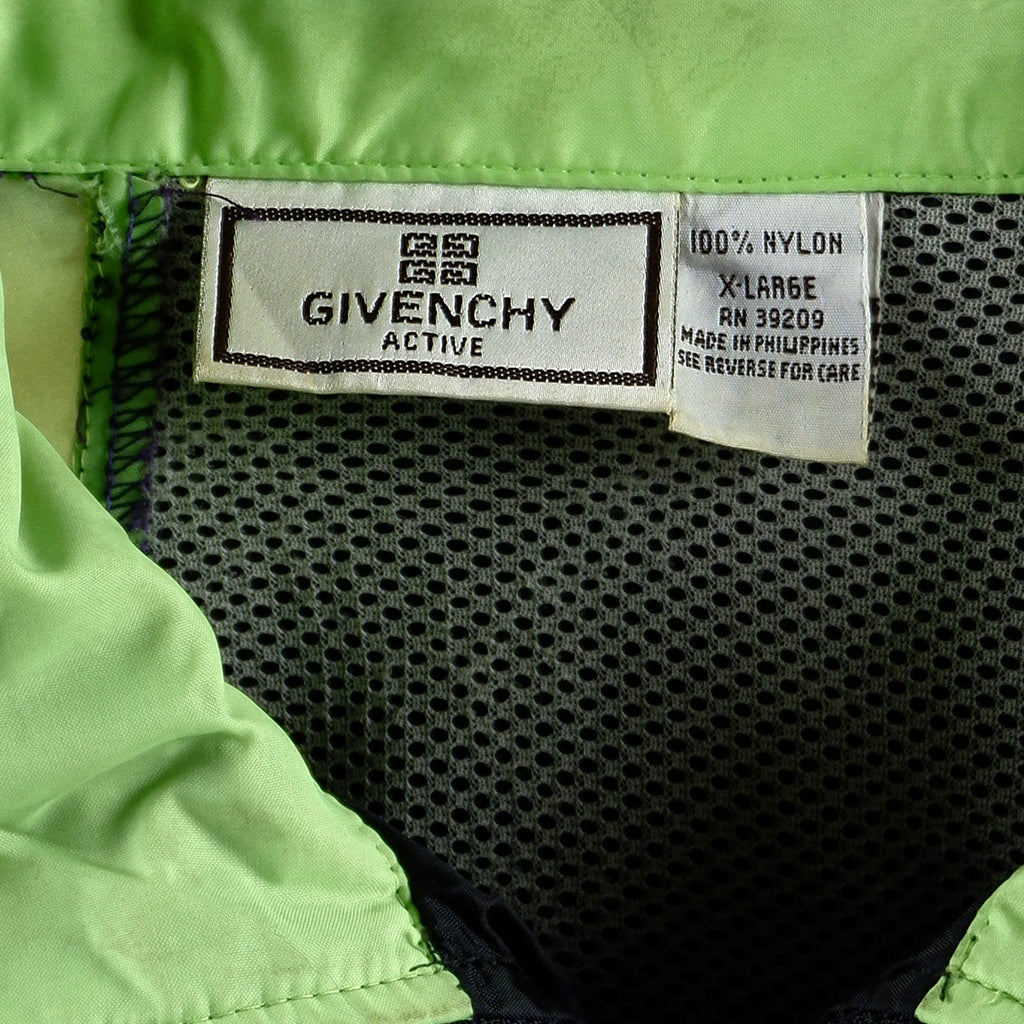 GIVENCHY
ACTIVE
100% NYLON
X-LARGE
RN 39209
MADE IN PHILIPPINES
SEE REVERSE FOR CARE